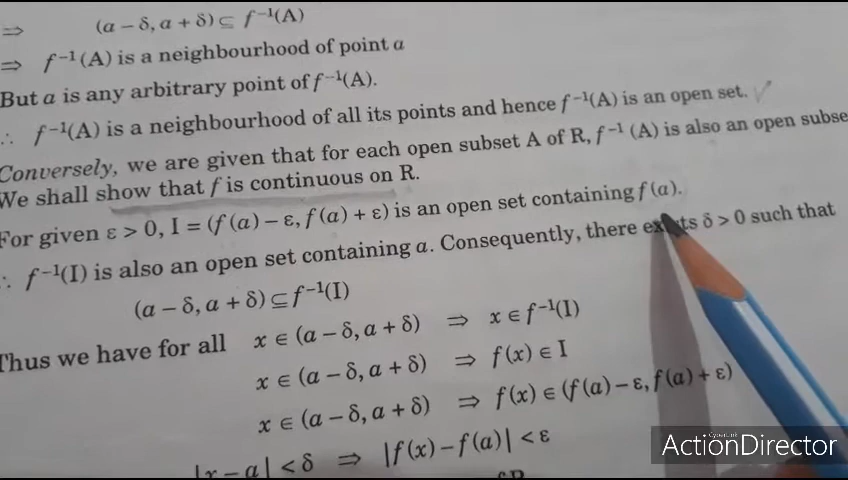 ⇒ (a – δ, a + δ) ⊆ f⁻¹(A)
⇒ f⁻¹(A) is a neighbourhood of point a
But a is any arbitrary point of f⁻¹(A).
∴ f⁻¹(A) is a neighbourhood of all its points and hence f⁻¹(A) is an open set.
Conversely, we are given that for each open subset A of R, f⁻¹ (A) is also an open subse
We shall show that f is continuous on R.
For given ε > 0, I = (f(a) – ε, f(a) + ε) is an open set containing f(a).
∴ f⁻¹(I) is also an open set containing a. Consequently, there δ > 0 such that
(a – δ, a + δ) ⊆ f⁻¹(I)
Thus we have for all x ∈ (a – δ, a + δ) ⇒ x ∈ f⁻¹(I)
x ∈ (a – δ, a + δ) ⇒ f(x) ∈ I
x ∈ (a – δ, a + δ) ⇒ f(x) ∈ (f(a) – ε, f(a) + ε)
|x – a| < δ ⇒ |f(x) – f(a)| < ε
CyberLink
ActionDirector